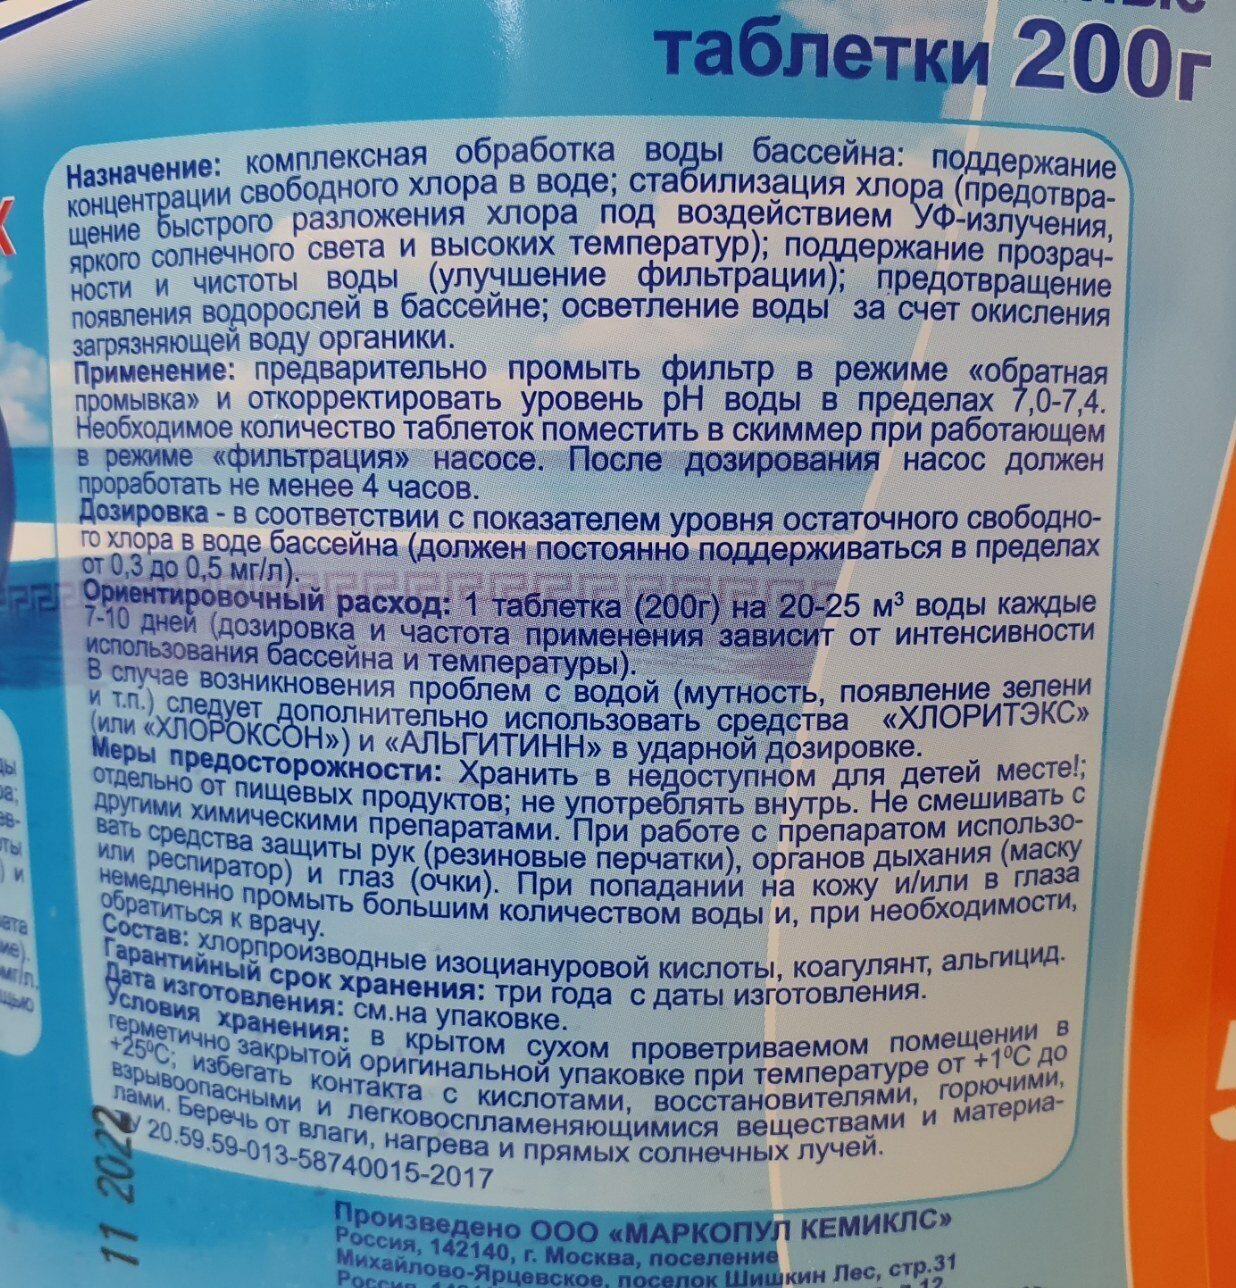 таблетки 200г
Назначение: комплексная обработка воды бассейна: поддержание
концентрации свободного хлора в воде; стабилизация хлора (предотвра-
щение быстрого разложения хлора под воздействием УФ-излучения,
яркого солнечного света и высоких температур); поддержание прозрач-
ности и чистоты воды (улучшение фильтрации); предотвращение
появления водорослей в бассейне; осветление воды за счет окисления
загрязняющей воду органики.
Применение: предварительно промыть фильтр в режиме «обратная
промывка» и откорректировать уровень pH воды в пределах 7,0-7,4.
Необходимое количество таблеток поместить в скиммер при работающем
в режиме «фильтрация» насосе. После дозирования насос должен
проработать не менее 4 часов.
Дозировка - в соответствии с показателем уровня остаточного свободно-
го хлора в воде бассейна (должен постоянно поддерживаться в пределах
от 0,3 до 0,5 мг/л).
Ориентировочный расход: 1 таблетка (200г) на 20-25 м³ воды каждые
7-10 дней (дозировка и частота применения зависит от интенсивности
использования бассейна и температуры).
В случае возникновения проблем с водой (мутность, появление зелени
и т.п.) следует дополнительно использовать средства «ХЛОРИТЭКС»
(или «ХЛОРОКСОН») и «АЛЬГИТИНН» в ударной дозировке.
Меры предосторожности: Хранить в недоступном для детей месте!;
отдельно от пищевых продуктов; не употреблять внутрь. Не смешивать с
другими химическими препаратами. При работе с препаратом использо-
вать средства защиты рук (резиновые перчатки), органов дыхания (маску
или респиратор) и глаз (очки). При попадании на кожу и/или в глаза
немедленно промыть большим количеством воды и, при необходимости,
обратиться к врачу.
Состав: хлорпроизводные изоциануровой кислоты, коагулянт, альгицид.
Гарантийный срок хранения: три года с даты изготовления.
Дата изготовления: см.на упаковке.
Условия хранения: в крытом сухом проветриваемом помещении в
герметично закрытой оригинальной упаковке при температуре от +1⁰С до
+25⁰С; избегать контакта с кислотами, восстановителями, горючими,
взрывоопасными и легковоспламеняющимися веществами и материа-
лами. Беречь от влаги, нагрева и прямых солнечных лучей.
ТУ 20.59.59-013-58740015-2017
11 2022
Произведено ООО «МАРКОПУЛ КЕМИКЛС»
Россия, 142140, г. Москва, поселение
Михайлово-Ярцевское, поселок Шишкин Лес, стр.31